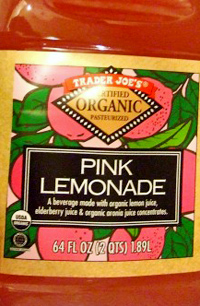 TRADER JOE'S
CERTIFIED
ORGANIC
PASTEURIZED
PINK
LEMONADE
A beverage made with organic lemon juice,
elderberry juice & organic aronia juice concentrates.
USDA
ORGANIC
64 FL OZ (2 QTS) 1.89L